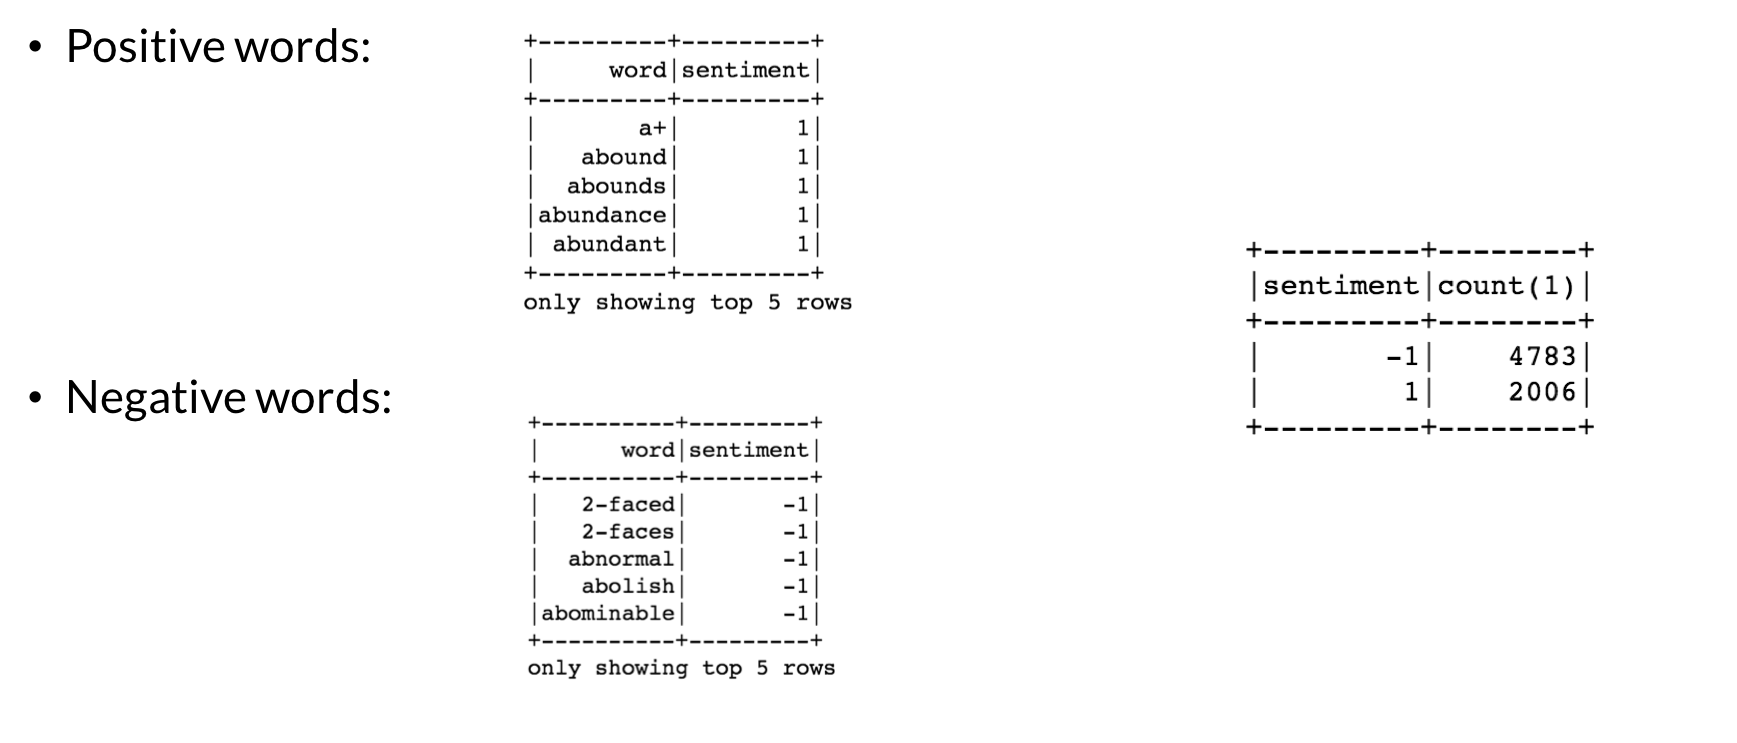 • Positive words:
+---------+---------+
|     word|sentiment|
+---------+---------+
|       a+|        1|
|   abound|        1|
|  abounds|        1|
|abundance|        1|
| abundant|        1|
+---------+---------+
only showing top 5 rows
• Negative words:
+----------+---------+
|      word|sentiment|
+----------+---------+
|   2-faced|       -1|
|   2-faces|       -1|
|  abnormal|       -1|
|   abolish|       -1|
|abominable|       -1|
+----------+---------+
only showing top 5 rows
+---------+--------+
|sentiment|count(1)|
+---------+--------+
|       -1|    4783|
|        1|    2006|
+---------+--------+